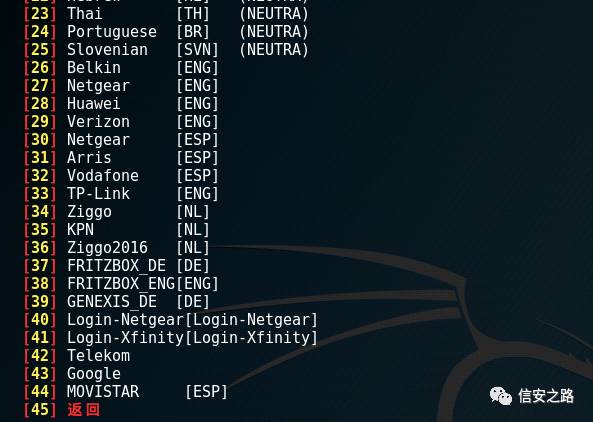 [23] Thai [TH] (NEUTRA)
[24] Portuguese [BR] (NEUTRA)
[25] Slovenian [SVN] (NEUTRA)
[26] Belkin [ENG]
[27] Netgear [ENG]
[28] Huawei [ENG]
[29] Verizon [ENG]
[30] Netgear [ESP]
[31] Arris [ESP]
[32] Vodafone [ESP]
[33] TP-Link [ENG]
[34] Ziggo [NL]
[35] KPN [NL]
[36] Ziggo2016 [NL]
[37] FRITZBOX_DE [DE]
[38] FRITZBOX_ENG[ENG]
[39] GENEXIS_DE [DE]
[40] Login-Netgear[Login-Netgear]
[41] Login-Xfinity[Login-Xfinity]
[42] Telekom
[43] Google
[44] MOVISTAR [ESP]
[45] 返回
信安之路